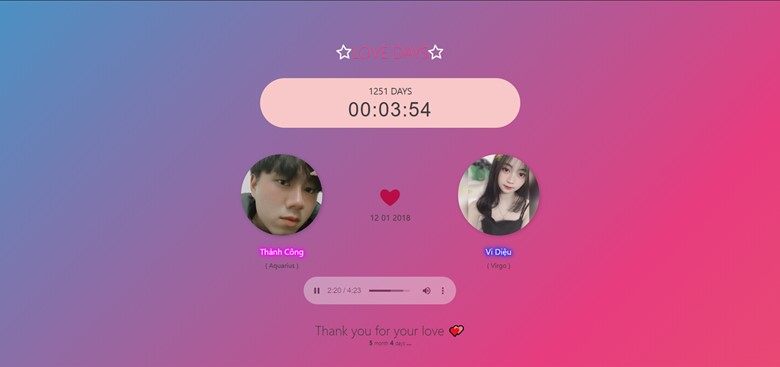 LOVE DAYS
1251 DAYS
00:03:54
12 01 2018
Thành Công
Vi Diệu
( Aquarius )
( Virgo )
2:20 / 4:23
Thank you for your love
5 month 4 days ...